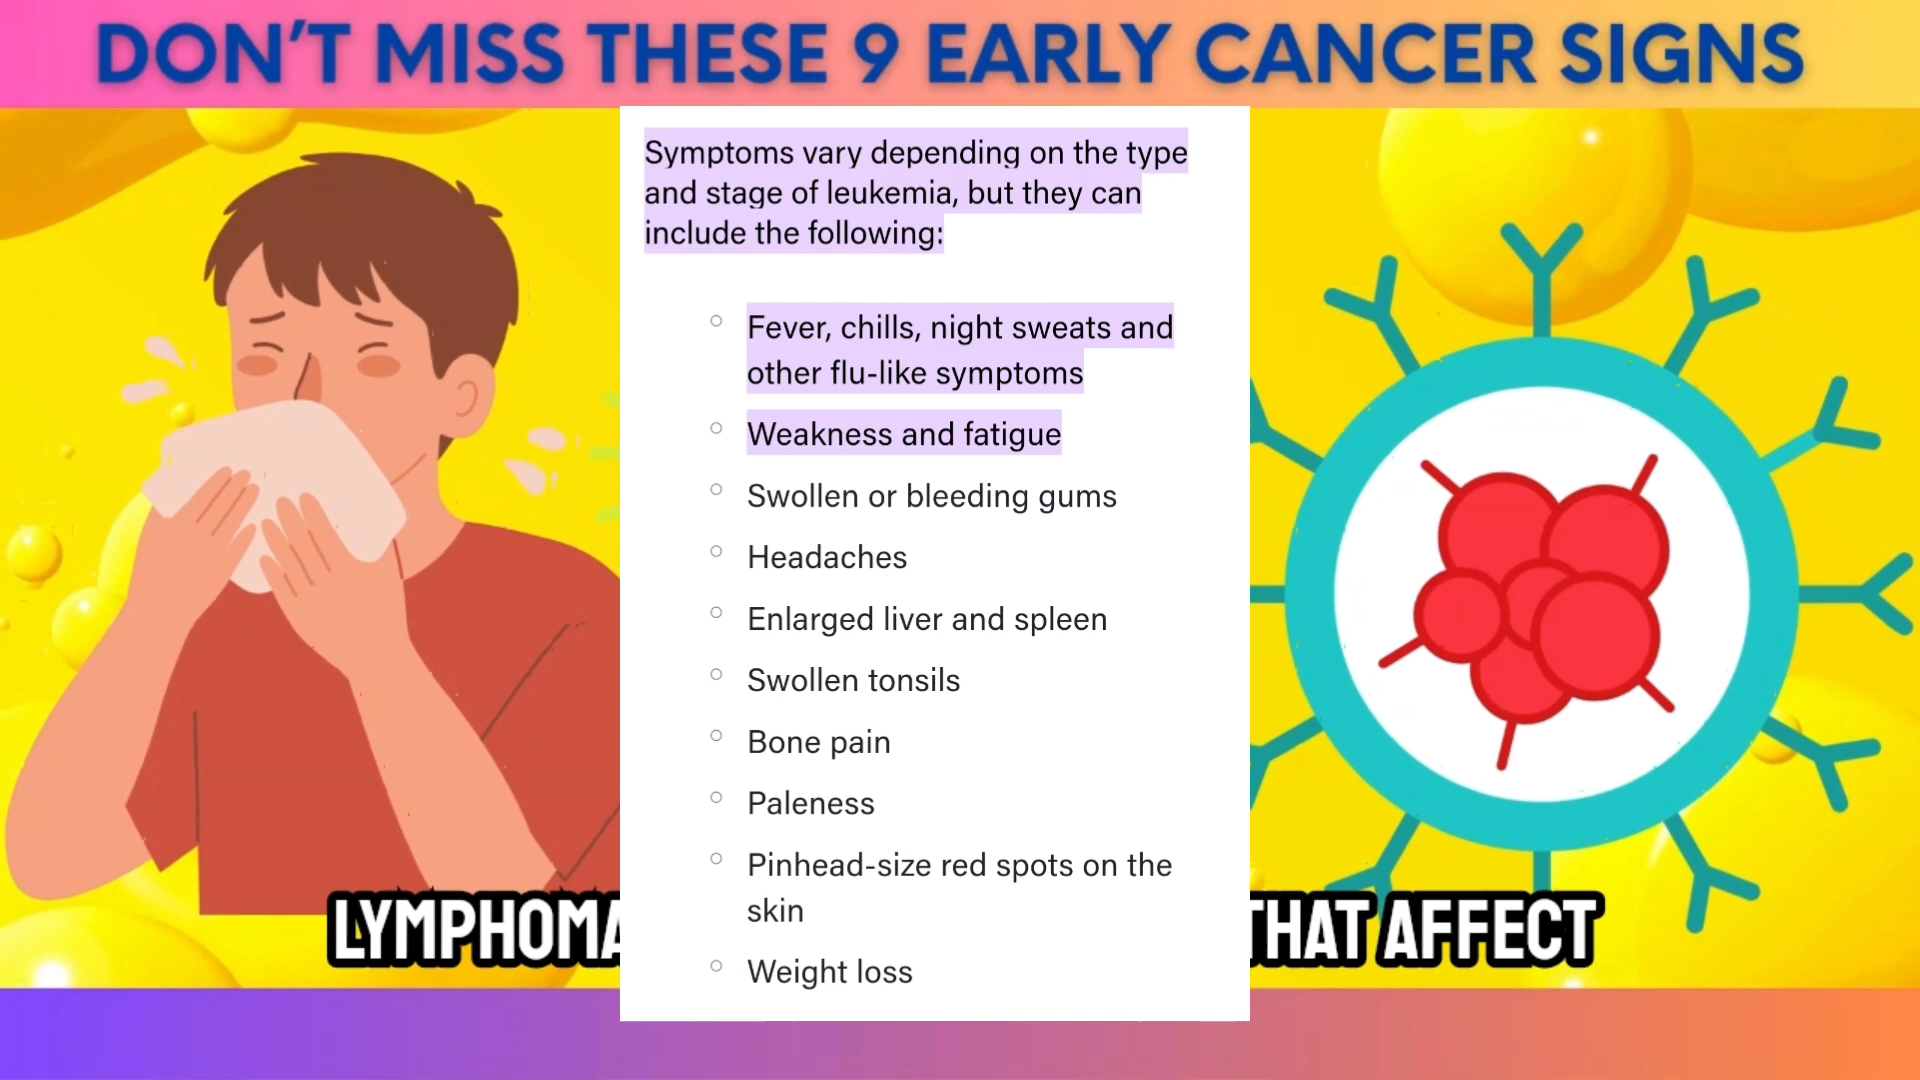 DON'T MISS THESE 9 EARLY CANCER SIGNS
Symptoms vary depending on the type
and stage of leukemia, but they can
include the following:
Fever, chills, night sweats and
other flu-like symptoms
Weakness and fatigue
Swollen or bleeding gums
Headaches
Enlarged liver and spleen
Swollen tonsils
Bone pain
Paleness
Pinhead-size red spots on the
skin
Weight loss
LYMPHOMA THAT AFFECT